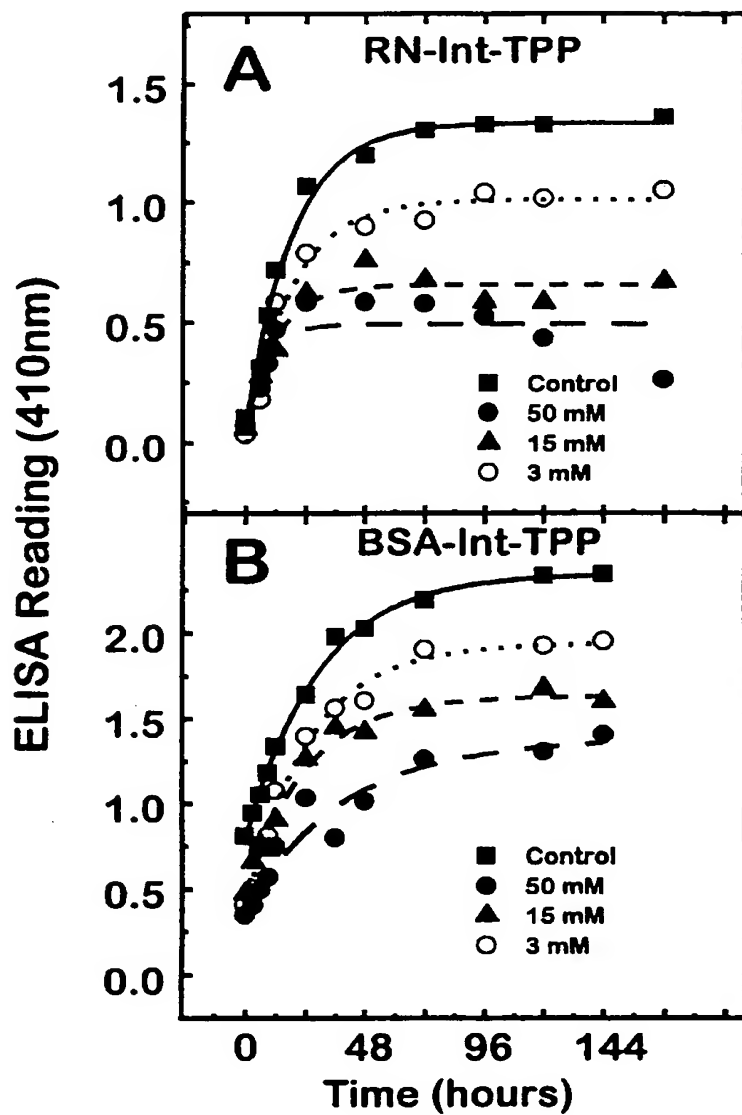 A
RN-Int-TPP
1.5
1.0
0.5
0.0
Control
50 mM
15 mM
3 mM
ELISA Reading (410nm)
B
BSA-Int-TPP
2.0
1.5
1.0
0.5
0.0
Control
50 mM
15 mM
3 mM
0 48 96 144
Time (hours)